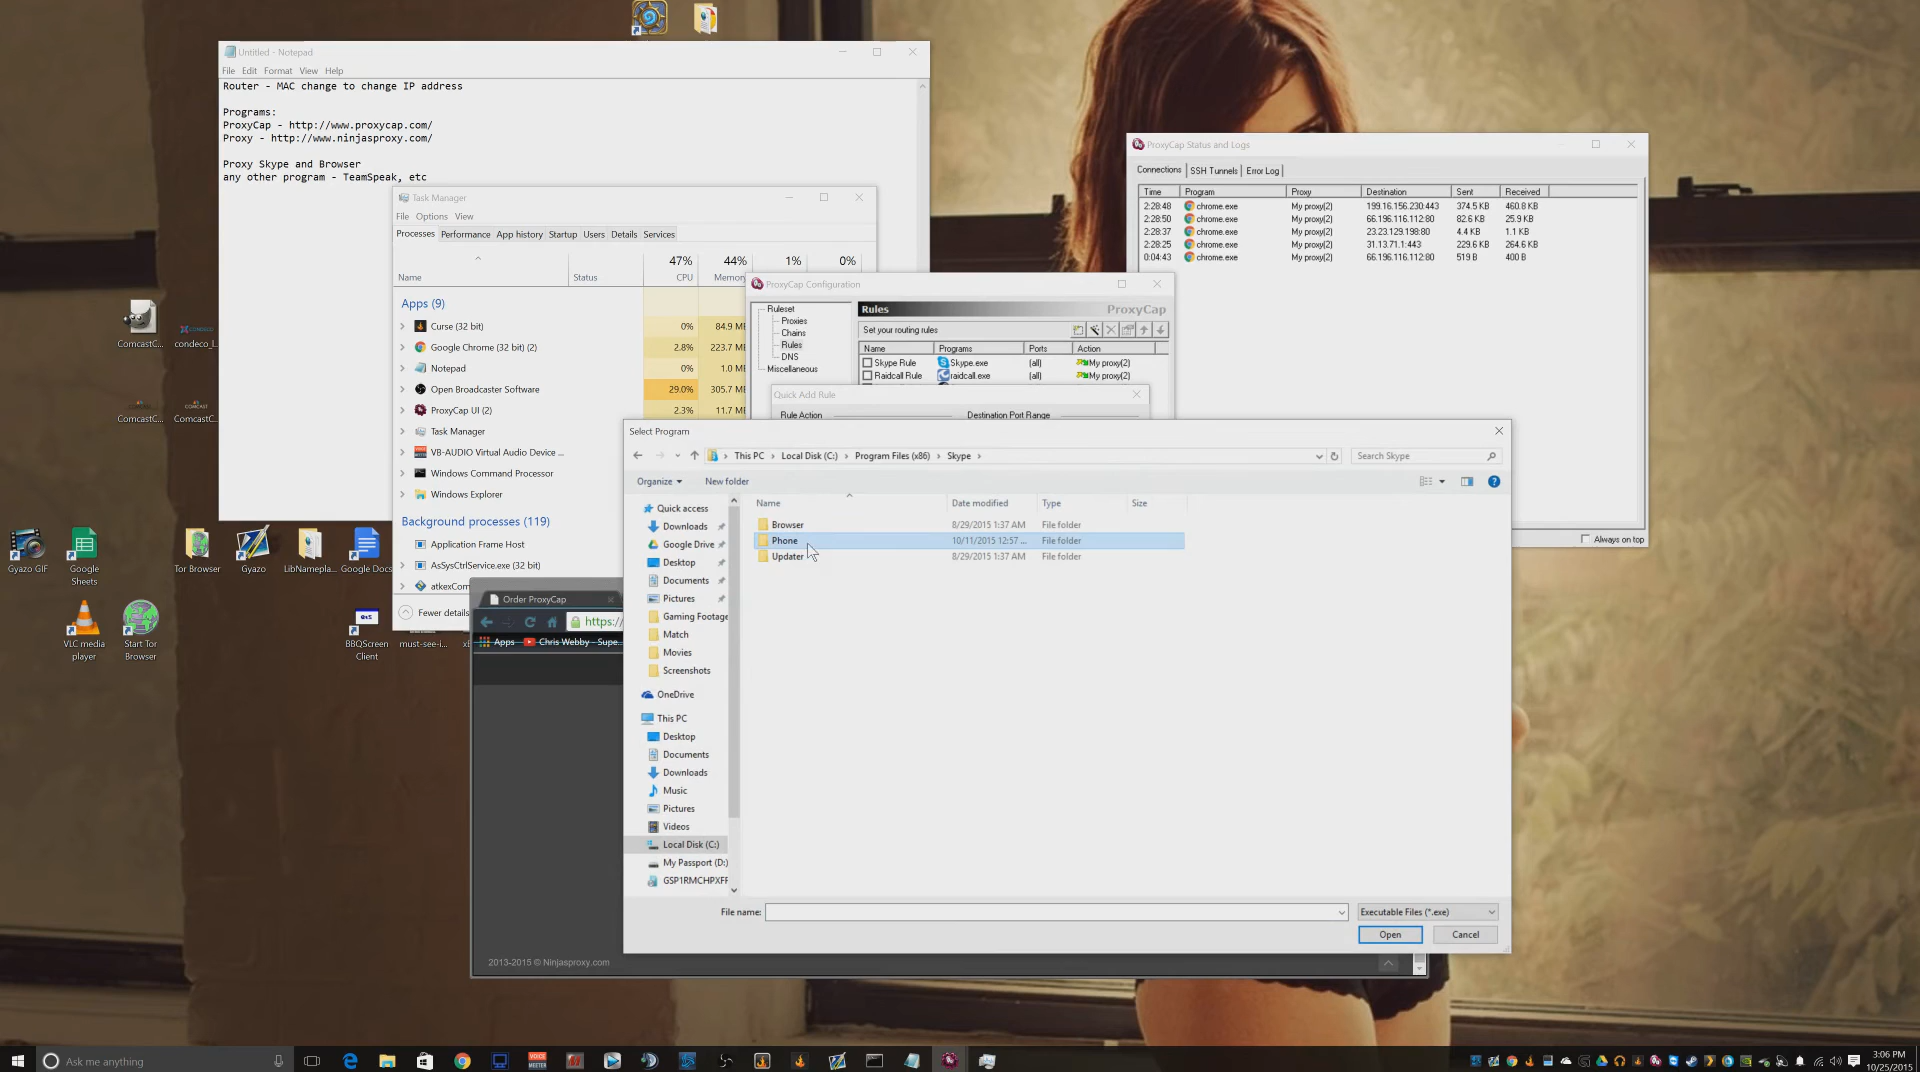 Untitled - Notepad
File Edit Format View Help
Router - MAC change to change IP address
Programs:
ProxyCap - http://www.proxycap.com/
Proxy - http://www.ninjasproxy.com/
Proxy Skype and Browser
any other program - TeamSpeak, etc
Task Manager
File Options View
Processes Performance App history Startup Users Details Services
47% 44% 1% 0%
Name Status CPU Memory
Apps (9)
Curse (32 bit) 0% 84.9 MB
Google Chrome (32 bit) (2) 2.8% 223.7 MB
Notepad 0% 1.0 MB
Open Broadcaster Software 29.0% 305.7 MB
ProxyCap UI (2) 2.3% 11.7 MB
Task Manager
VB-AUDIO Virtual Audio Device ...
Windows Command Processor
Windows Explorer
Background processes (119)
Application Frame Host
AsSysCtrlService.exe (32 bit)
atkexCom
Fewer details
ProxyCap Status and Logs
Connections SSH Tunnels Error Log
Time Program Proxy Destination Sent Received
2:28:48 chrome.exe My proxy(2) 199.16.156.230:443 374.5 KB 460.8 KB
2:28:50 chrome.exe My proxy(2) 66.196.116.112:80 82.6 KB 25.9 KB
2:28:37 chrome.exe My proxy(2) 23.23.129.198:80 4.4 KB 1.1 KB
2:28:25 chrome.exe My proxy(2) 31.13.71.1:443 229.6 KB 264.6 KB
0:04:43 chrome.exe My proxy(2) 66.196.116.112:80 519 B 400 B
Always on top
ProxyCap Configuration
Ruleset
Proxies
Chains
Rules
DNS
Miscellaneous
Rules ProxyCap
Set your routing rules
Name Programs Ports Action
Skype Rule Skype.exe (all) My proxy(2)
Raidcall Rule raidcall.exe (all) My proxy(2)
Quick Add Rule
Rule Action Destination Port Range
Select Program
This PC Local Disk (C:) Program Files (x86) Skype
Search Skype
Organize New folder
Name Date modified Type Size
Browser 8/29/2015 1:37 AM File folder
Phone 10/11/2015 12:57 ... File folder
Updater 8/29/2015 1:37 AM File folder
Quick access
Downloads
Google Drive
Desktop
Documents
Pictures
Gaming Footage
Match
Movies
Screenshots
OneDrive
This PC
Desktop
Documents
Downloads
Music
Pictures
Videos
Local Disk (C:)
My Passport (D:)
GSP1RMCHPXFF
File name:
Executable Files (*.exe)
Open Cancel
Order ProxyCap
https://
Apps Chris Webby - Supe...
2013-2015 © Ninjasproxy.com
ComcastC... condeco_l...
ComcastC... ComcastC...
Gyazo GIF
Google Sheets
Tor Browser
Gyazo
LibNamepla...
Google Docs
VLC media player
Start Tor Browser
BBQScreen Client
must-see-i...
Ask me anything
3:06 PM
10/25/2015